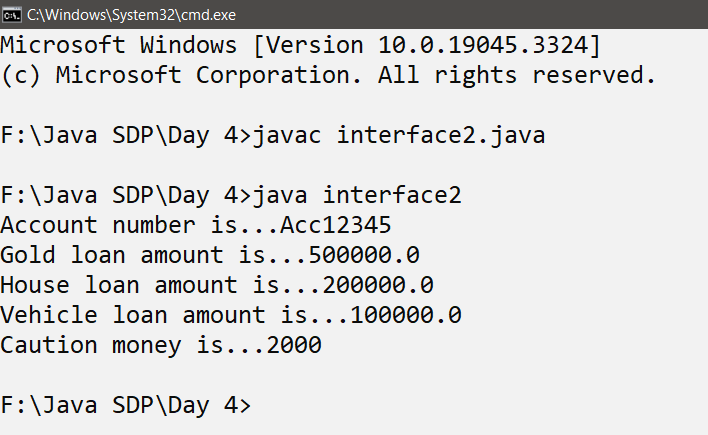 C:\Windows\System32\cmd.exe
Microsoft Windows [Version 10.0.19045.3324]
(c) Microsoft Corporation. All rights reserved.
F:\Java SDP\Day 4>javac interface2.java
F:\Java SDP\Day 4>java interface2
Account number is...Acc12345
Gold loan amount is...500000.0
House loan amount is...200000.0
Vehicle loan amount is...100000.0
Caution money is...2000
F:\Java SDP\Day 4>